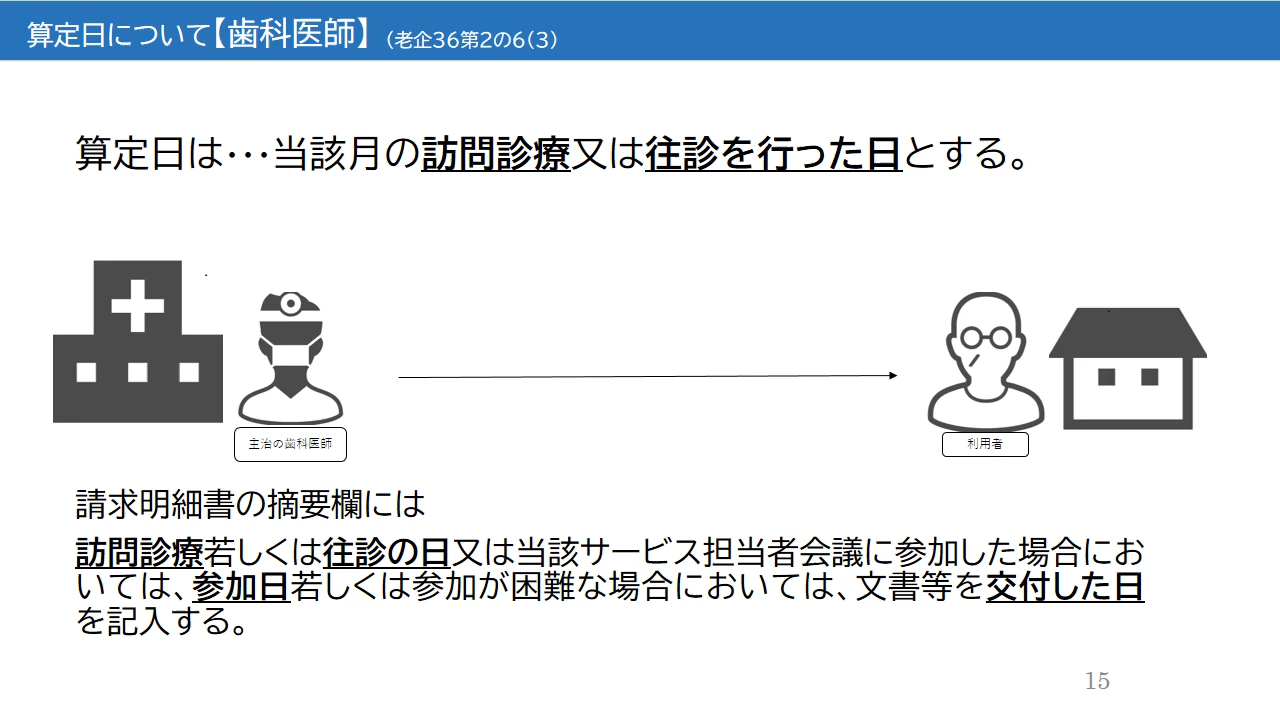 算定日について【歯科医師】（老企36第2の6（3）
算定日は・・・当該月の訪問診療又は往診を行った日とする。
主治の歯科医師
利用者
請求明細書の摘要欄には
訪問診療若しくは往診の日又は当該サービス担当者会議に参加した場合にお
いては、参加日若しくは参加が困難な場合においては、文書等を交付した日
を記入する。
15